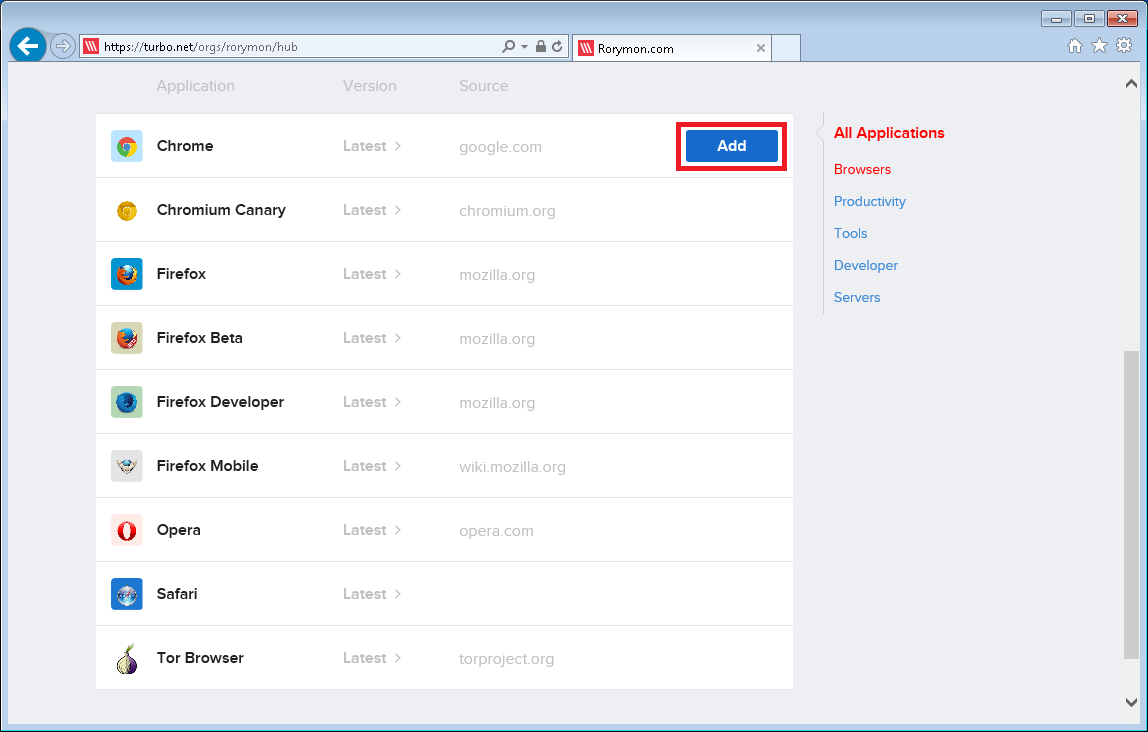 https://turbo.net/orgs/rorymon/hub
Rorymon.com
Application Version Source
Chrome Latest google.com Add
Chromium Canary Latest chromium.org
Firefox Latest mozilla.org
Firefox Beta Latest mozilla.org
Firefox Developer Latest mozilla.org
Firefox Mobile Latest wiki.mozilla.org
Opera Latest opera.com
Safari Latest
Tor Browser Latest torproject.org
All Applications
Browsers
Productivity
Tools
Developer
Servers